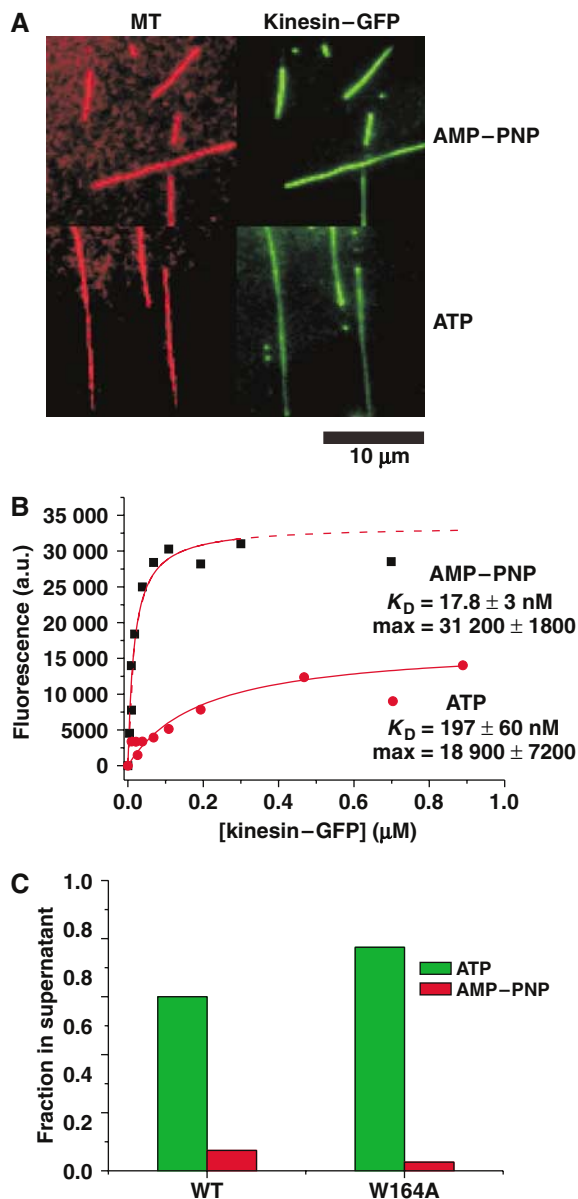 A
MT
Kinesin–GFP
AMP–PNP
ATP
10 μm
B
Fluorescence (a.u.)
35 000
30 000
25 000
20 000
15 000
10 000
5000
0
AMP–PNP
K_D = 17.8 ± 3 nM
max = 31 200 ± 1800
ATP
K_D = 197 ± 60 nM
max = 18 900 ± 7200
0.0 0.2 0.4 0.6 0.8 1.0
[kinesin–GFP] (μM)
C
Fraction in supernatant
1.0
0.8
0.8
0.6
0.4
0.2
0.0
ATP
AMP–PNP
WT W164A